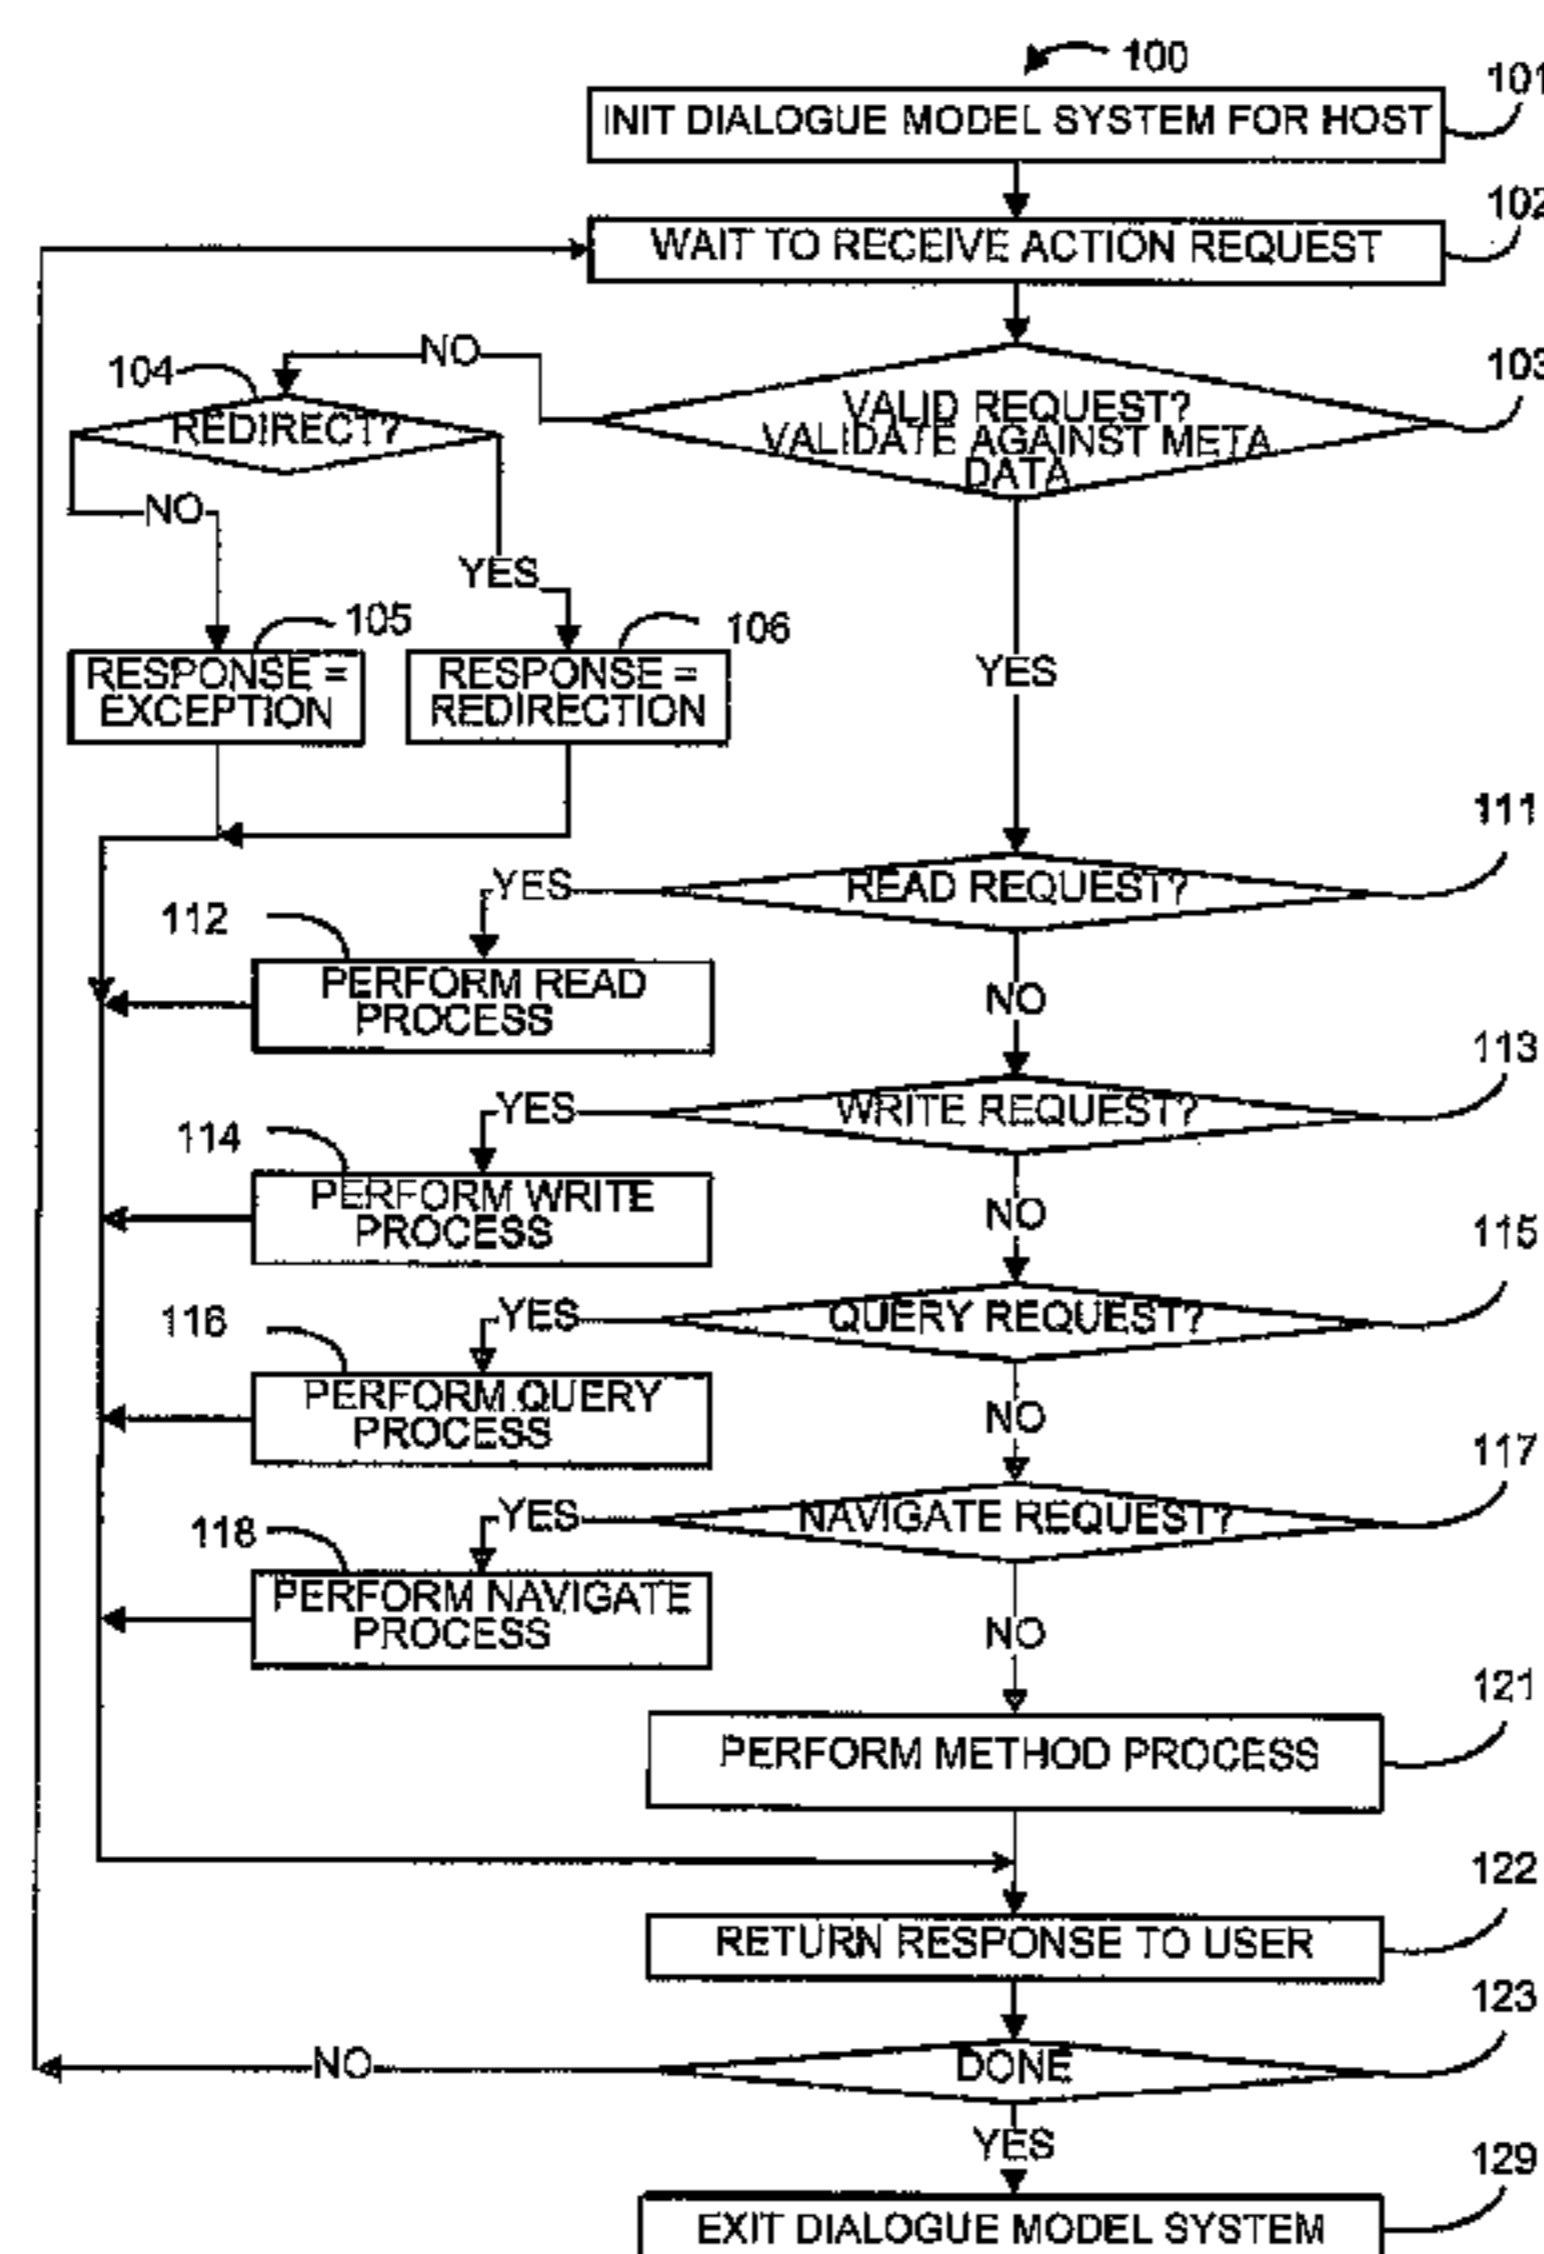 100
INIT DIALOGUE MODEL SYSTEM FOR HOST
101
WAIT TO RECEIVE ACTION REQUEST
102
NO
104
REDIRECT?
VALID REQUEST?
VALIDATE AGAINST META
DATA
103
NO
YES
YES
105
RESPONSE =
EXCEPTION
106
RESPONSE =
REDIRECTION
111
READ REQUEST?
YES
112
PERFORM READ
PROCESS
NO
113
WRITE REQUEST?
YES
114
PERFORM WRITE
PROCESS
NO
115
QUERY REQUEST?
YES
116
PERFORM QUERY
PROCESS
NO
117
NAVIGATE REQUEST?
YES
118
PERFORM NAVIGATE
PROCESS
NO
121
PERFORM METHOD PROCESS
122
RETURN RESPONSE TO USER
123
DONE
NO
YES
129
EXIT DIALOGUE MODEL SYSTEM